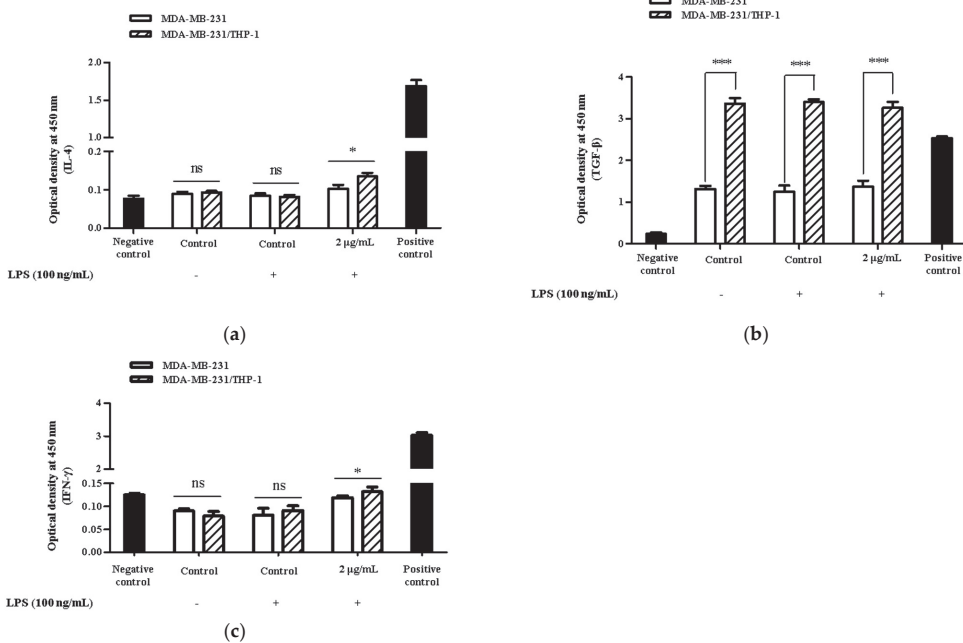 MDA-MB-231
MDA-MB-231/THP-1
Optical density at 450 nm
(IL-4)
2.0
1.5
1.0
0.2
0.1
0.0
ns
ns
*
Negative control
Control
Control
2 µg/mL
Positive control
LPS (100 ng/mL)
- + +
(a)
MDA-MB-231
MDA-MB-231/THP-1
Optical density at 450 nm
(TGF-β)
4
3
2
1
0
***
***
***
Negative control
Control
Control
2 µg/mL
Positive control
LPS (100 ng/mL)
- + +
(b)
MDA-MB-231
MDA-MB-231/THP-1
Optical density at 450 nm
(IFN-γ)
4
3
2
0.15
0.10
0.05
0.00
ns
ns
*
Negative control
Control
Control
2 µg/mL
Positive control
LPS (100 ng/mL)
- + +
(c)